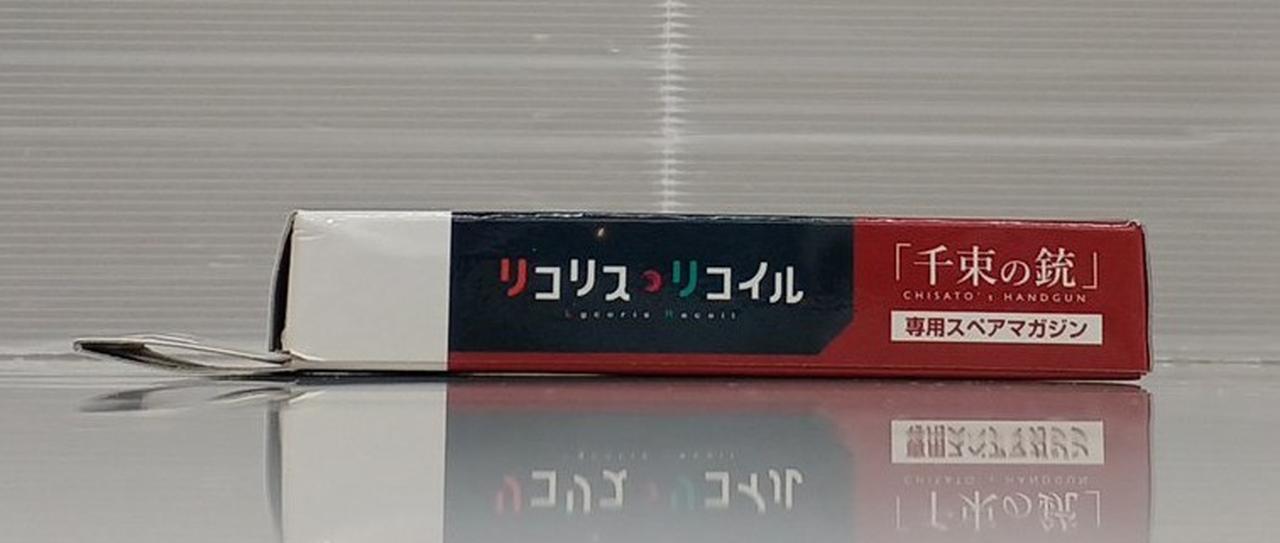 リコリス・リコイル
Lycoris Recoil
「千束の銃」
CHISATO's HANDGUN
専用スペアマガジン